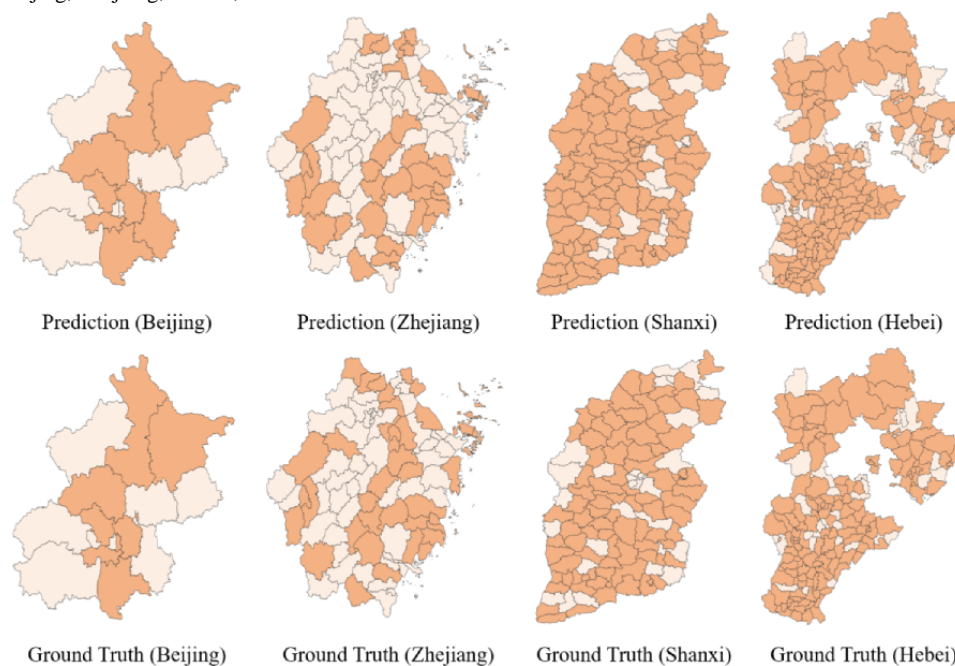 Prediction (Beijing)
Prediction (Zhejiang)
Prediction (Shanxi)
Prediction (Hebei)
Ground Truth (Beijing)
Ground Truth (Zhejiang)
Ground Truth (Shanxi)
Ground Truth (Hebei)